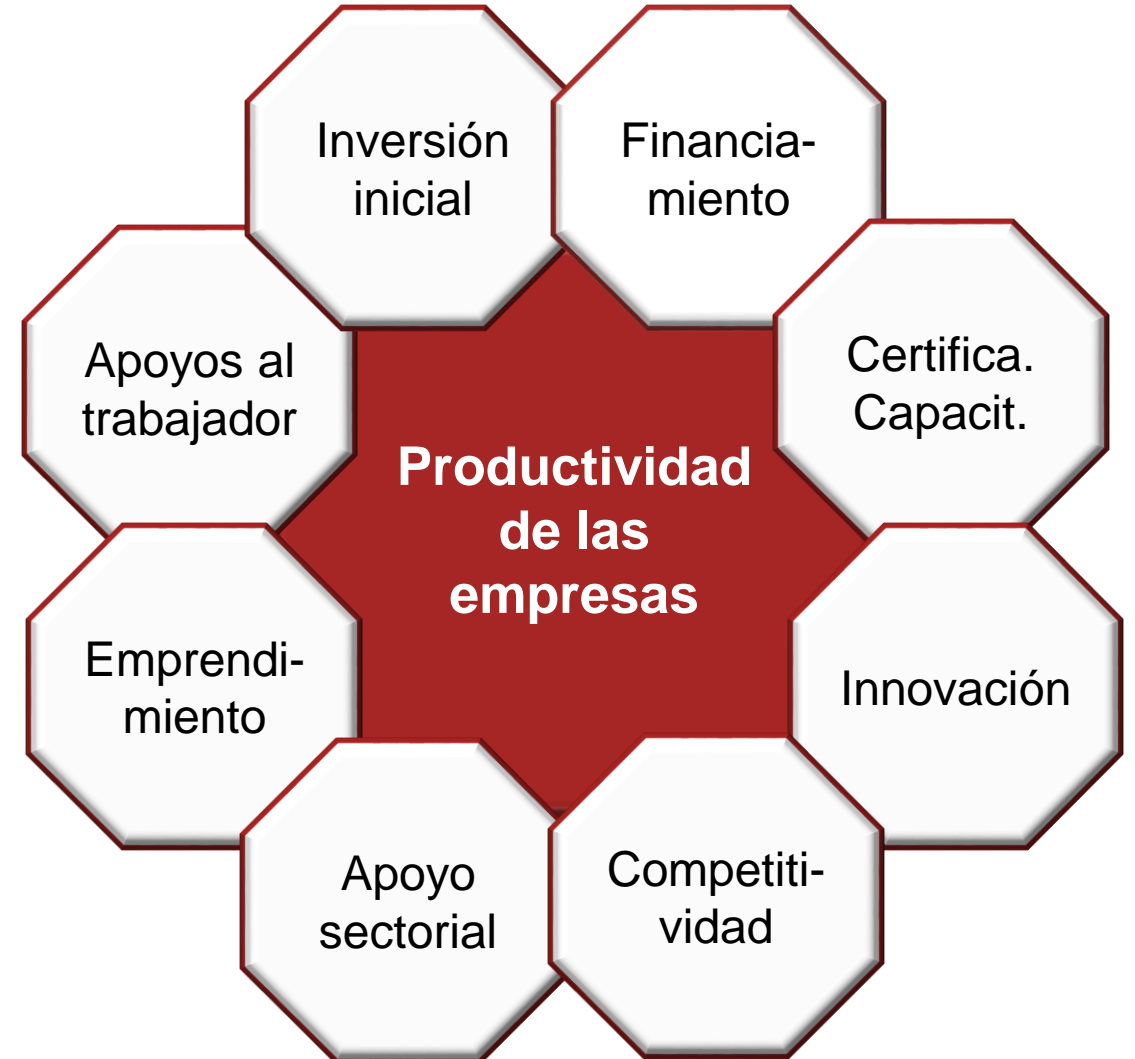 Inversión
inicial
Financia-
miento
Certifica.
Capacit.
Innovación
Competiti-
vidad
Apoyo
sectorial
Emprendi-
miento
Apoyos al
trabajador
Productividad
de las
empresas